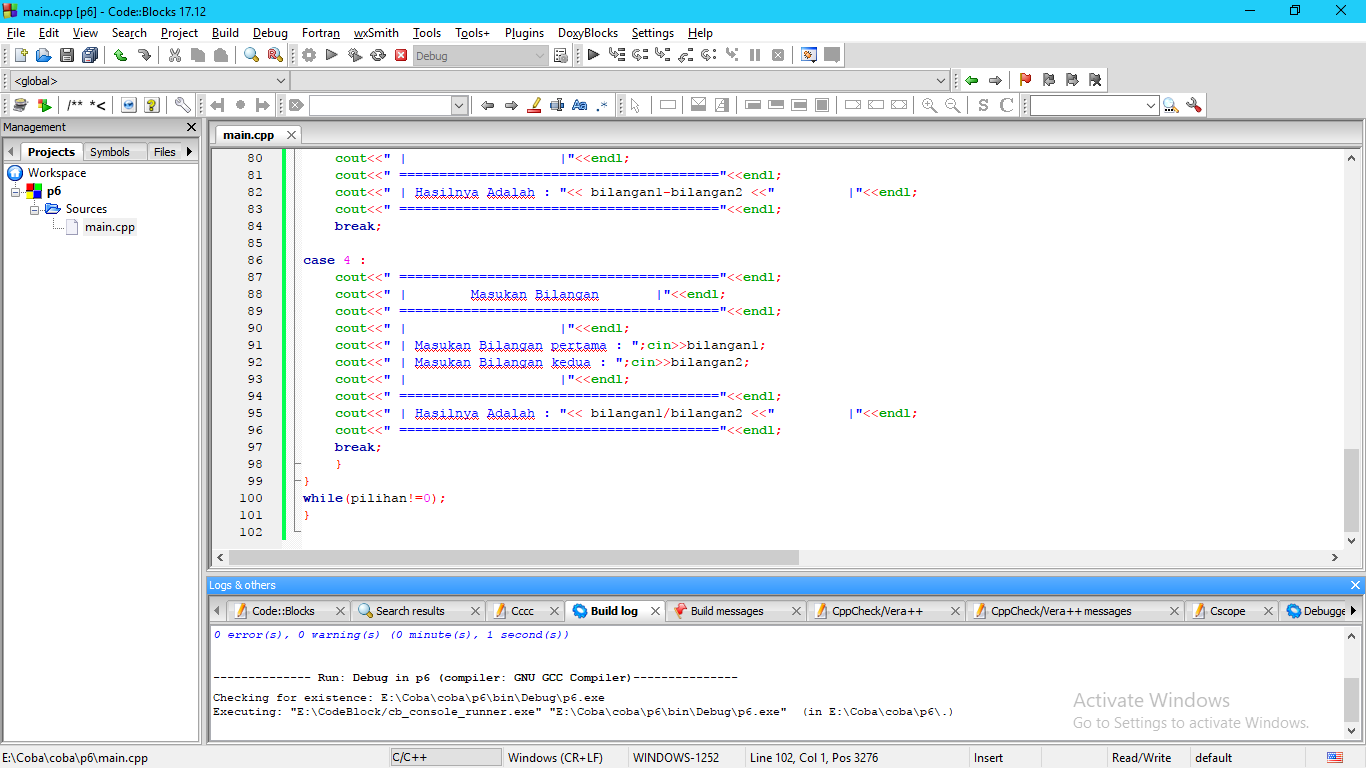 main.cpp [p6] - Code::Blocks 17.12
File Edit View Search Project Build Debug Fortran wxSmith Tools Tools+ Plugins DoxyBlocks Settings Help
Debug
<global>
/** *<
Aa .*
S C
Management
Projects Symbols Files
Workspace
p6
Sources
main.cpp
main.cpp
80 cout<<" | |"<<endl;
81 cout<<" ========================================"<<endl;
82 cout<<" | Hasilnya Adalah : "<< bilangan1-bilangan2 <<" |"<<endl;
83 cout<<" ========================================"<<endl;
84 break;
85
86 case 4 :
87 cout<<" ========================================"<<endl;
88 cout<<" | Masukan Bilangan |"<<endl;
89 cout<<" ========================================"<<endl;
90 cout<<" | |"<<endl;
91 cout<<" | Masukan Bilangan pertama : ";cin>>bilangan1;
92 cout<<" | Masukan Bilangan kedua : ";cin>>bilangan2;
93 cout<<" | |"<<endl;
94 cout<<" ========================================"<<endl;
95 cout<<" | Hasilnya Adalah : "<< bilangan1/bilangan2 <<" |"<<endl;
96 cout<<" ========================================"<<endl;
97 break;
98 }
99 }
100 while(pilihan!=0);
101 }
102
Logs & others
Code::Blocks Search results Cccc Build log Build messages CppCheck/Vera++ CppCheck/Vera++ messages Cscope Debugge
0 error(s), 0 warning(s) (0 minute(s), 1 second(s))
-------------- Run: Debug in p6 (compiler: GNU GCC Compiler)---------------
Checking for existence: E:\Coba\coba\p6\bin\Debug\p6.exe
Executing: "E:\CodeBlock/cb_console_runner.exe" "E:\Coba\coba\p6\bin\Debug\p6.exe" (in E:\Coba\coba\p6\.)
Activate Windows
Go to Settings to activate Windows.
E:\Coba\coba\p6\main.cpp C/C++ Windows (CR+LF) WINDOWS-1252 Line 102, Col 1, Pos 3276 Insert Read/Write default